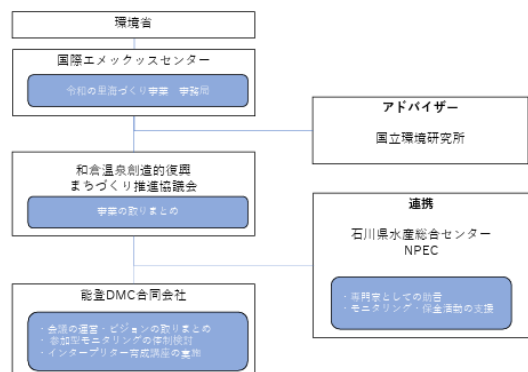 環境省
国際エメックッスセンター
令和の里海づくり事業 事務局
アドバイザー
国立環境研究所
和倉温泉創造的復興
まちづくり推進協議会
事業の取りまとめ
連携
石川県水産総合センター
NPEC
・専門家としての助言
・モニタリング・保全活動の支援
能登DMC合同会社
・会議の運営・ビジョンの取りまとめ
・参加型モニタリングの体制検討
・インタープリター育成講座の実施